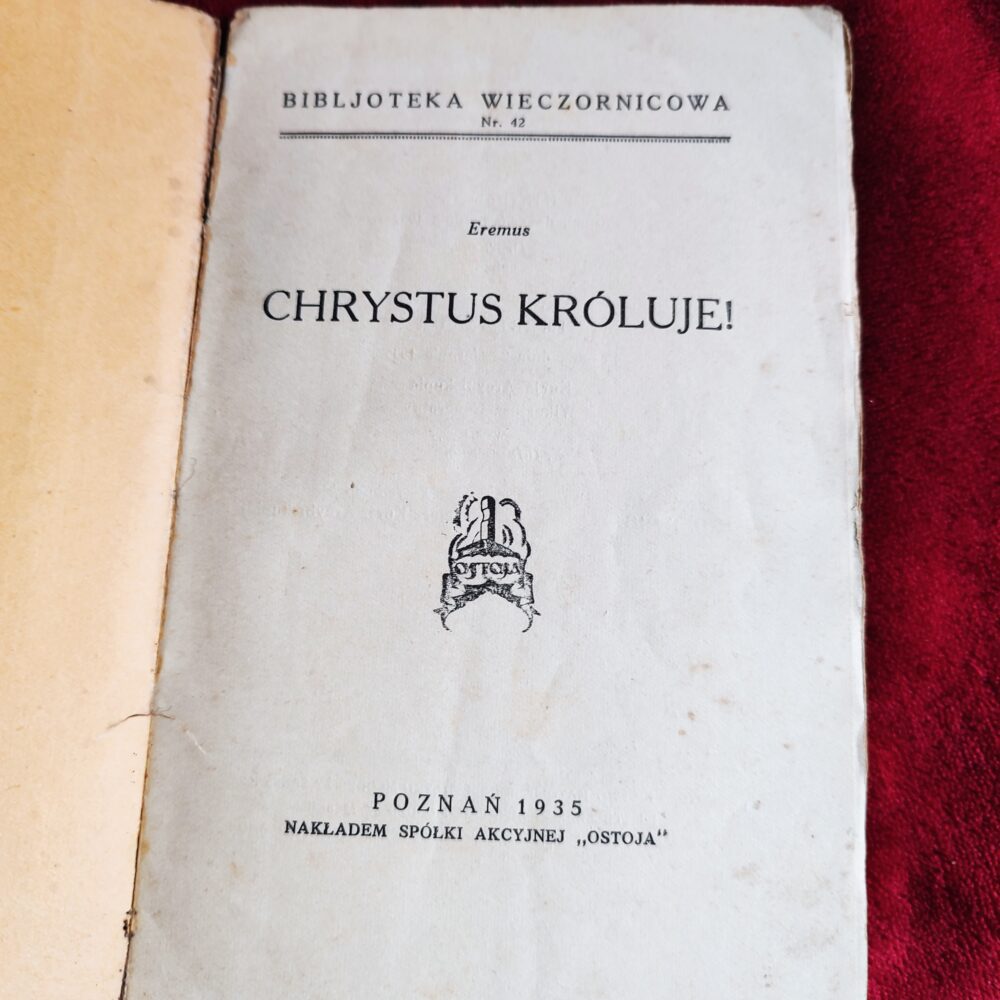 BIBLJOTEKA WIECZORNICOWA
Nr. 42
Eremus
CHRYSTUS KRÓLUJE!
OSTOJA
POZNAŃ 1935
NAKŁADEM SPÓŁKI AKCYJNEJ „OSTOJA"